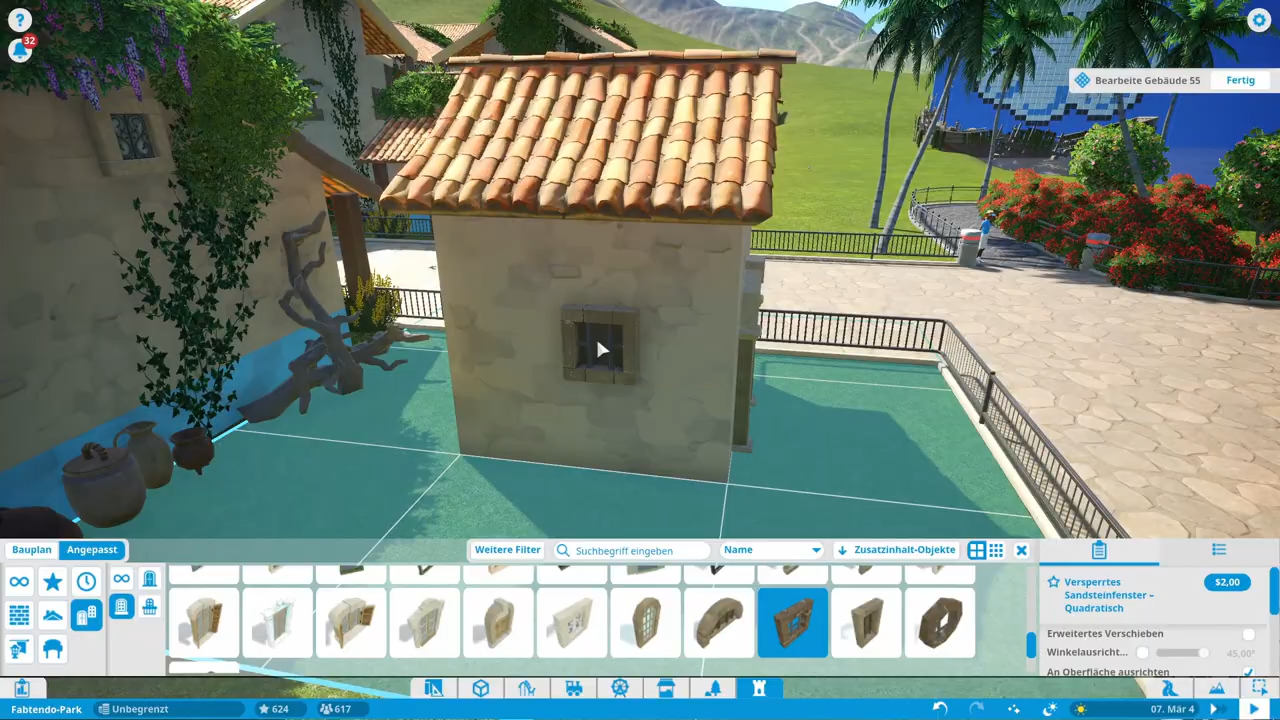 ?
32
Bearbeite Gebäude 55
Fertig
Bauplan
Angepasst
Weitere Filter
Suchbegriff eingeben
Name
Zusatzinhalt-Objekte
Versperrtes
Sandsteinfenster –
Quadratisch
$2,00
Erweitertes Verschieben
Winkelausricht...
45,00°
An Oberfläche ausrichten
Fabtendo-Park
Unbegrenzt
624
617
07. Mär 4